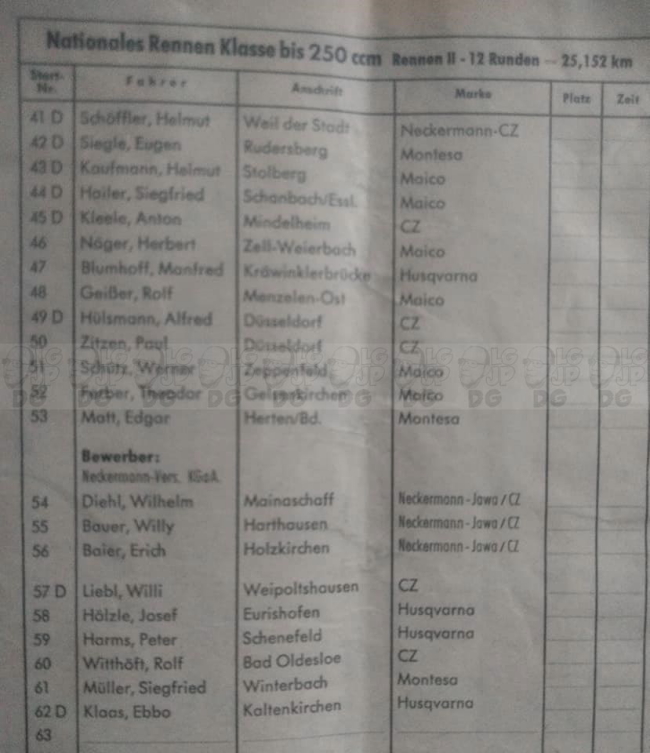 Nationales Rennen Klasse bis 250 ccm Rennen II - 12 Runden — 25,152 km
Start-Nr. Fahrer Anschrift Marke Platz Zeit
41 D Schöffler, Helmut Weil der Stadt Neckermann-CZ
42 D Siegle, Eugen Rudersberg Montesa
43 D Kaufmann, Helmut Stolberg Maico
44 D Hailer, Siegfried Schanbach/Essl. Maico
45 D Kleele, Anton Mindelheim CZ
46 Näger, Herbert Zell-Weierbach Maico
47 Blumhoff, Manfred Kräwinklerbrücke Husqvarna
48 Geißer, Rolf Menzelen-Ost Maico
49 D Hülsmann, Alfred Düsseldorf CZ
50 Zitzen, Paul Düsseldorf CZ
51 Schütz, Werner Zeppenfeld Maico
52 Ferber, Theodor Gelsenkirchen Maico
53 Matt, Edgar Herten/Bd. Montesa
Bewerber:
Neckermann-Vers. KGaA.
54 Diehl, Wilhelm Mainaschaff Neckermann-Jawa/CZ
55 Bauer, Willy Harthausen Neckermann-Jawa/CZ
56 Baier, Erich Holzkirchen Neckermann-Jawa/CZ
57 D Liebl, Willi Weipoltshausen CZ
58 Hölzle, Josef Eurishofen Husqvarna
59 Harms, Peter Schenefeld Husqvarna
60 Witthöft, Rolf Bad Oldesloe CZ
61 Müller, Siegfried Winterbach Montesa
62 D Klaas, Ebbo Kaltenkirchen Husqvarna
63